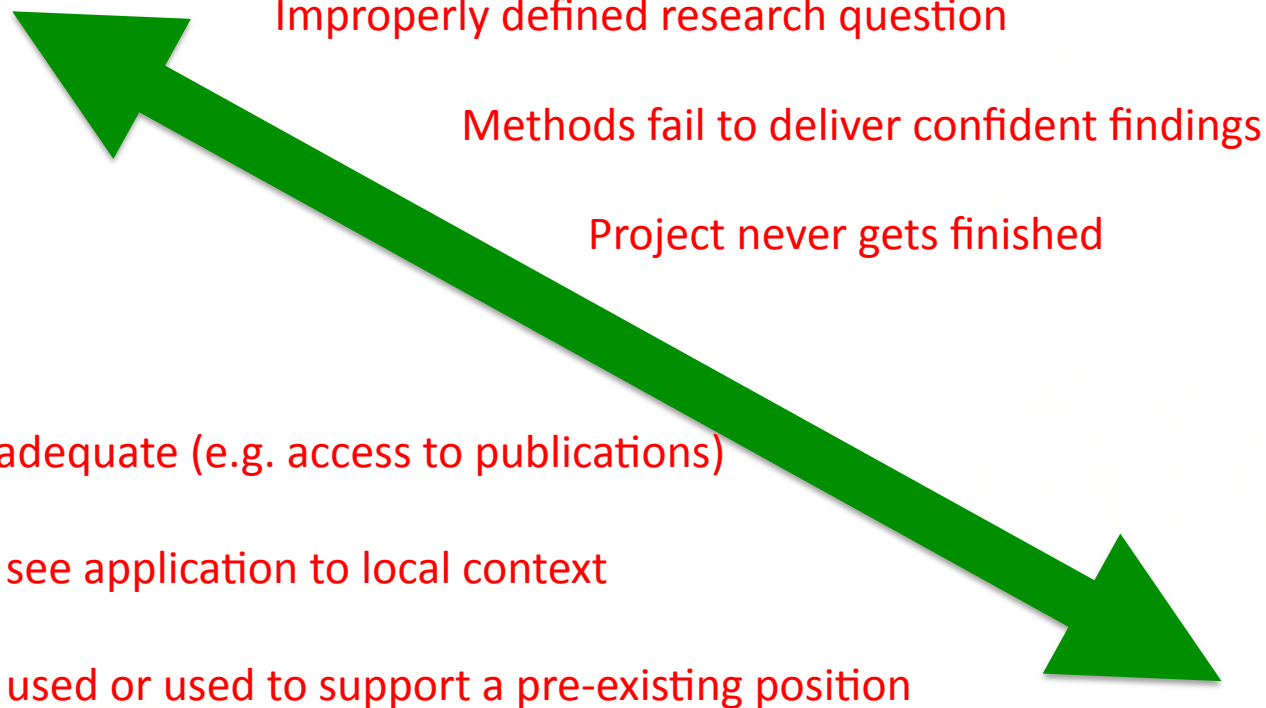 Improperly defined research question
Methods fail to deliver confident findings
Project never gets finished
adequate (e.g. access to publications)
see application to local context
used or used to support a pre-existing position